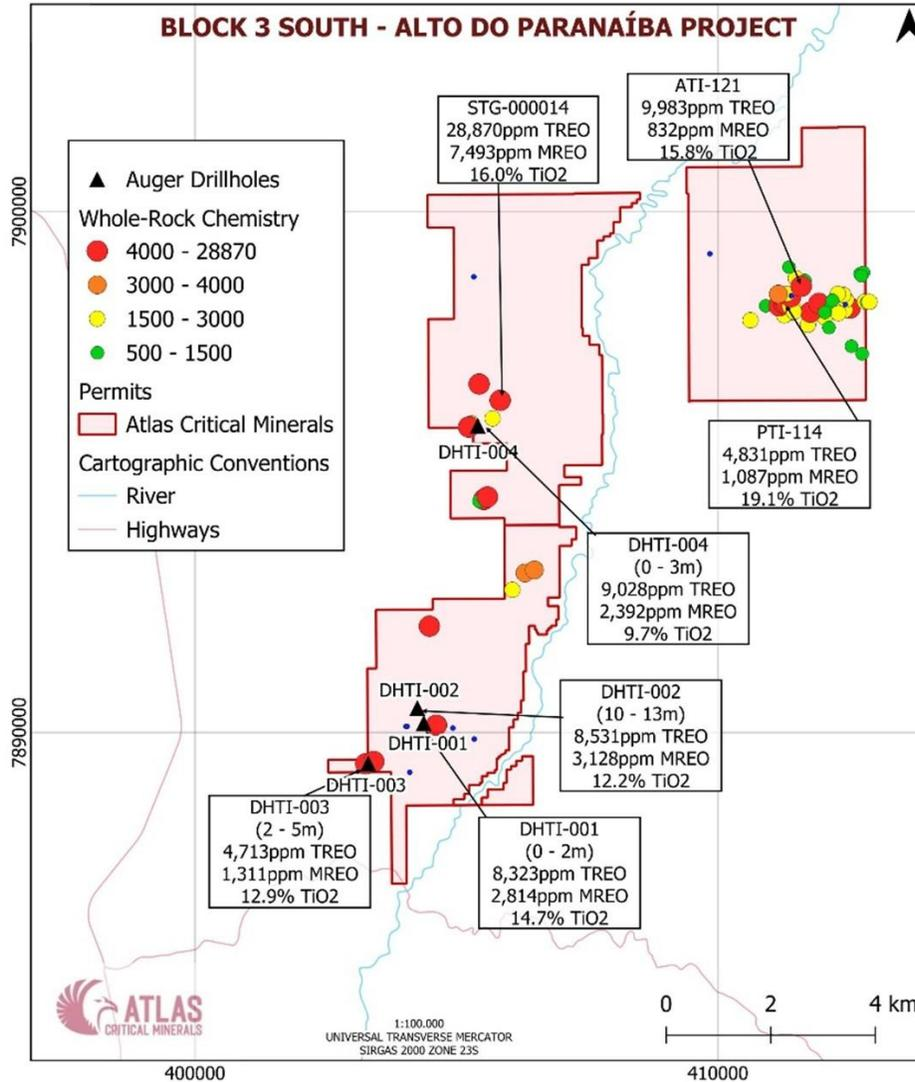 BLOCK 3 SOUTH - ALTO DO PARANAÍBA PROJECT
STG-000014
28,870ppm TREO
7,493ppm MREO
16.0% TiO2
ATI-121
9,983ppm TREO
832ppm MREO
15.8% TiO2
Auger Drillholes
Whole-Rock Chemistry
4000 - 28870
3000 - 4000
1500 - 3000
500 - 1500
Permits
Atlas Critical Minerals
Cartographic Conventions
River
Highways
7900000
7890000
DHTI-004
PTI-114
4,831ppm TREO
1,087ppm MREO
19.1% TiO2
DHTI-004
(0 - 3m)
9,028ppm TREO
2,392ppm MREO
9.7% TiO2
DHTI-002
DHTI-001
DHTI-003
DHTI-002
(10 - 13m)
8,531ppm TREO
3,128ppm MREO
12.2% TiO2
DHTI-003
(2 - 5m)
4,713ppm TREO
1,311ppm MREO
12.9% TiO2
DHTI-001
(0 - 2m)
8,323ppm TREO
2,814ppm MREO
14.7% TiO2
ATLAS
CRITICAL MINERALS
1:100.000
UNIVERSAL TRANSVERSE MERCATOR
SIRGAS 2000 ZONE 23S
0 2 4 km
400000 410000